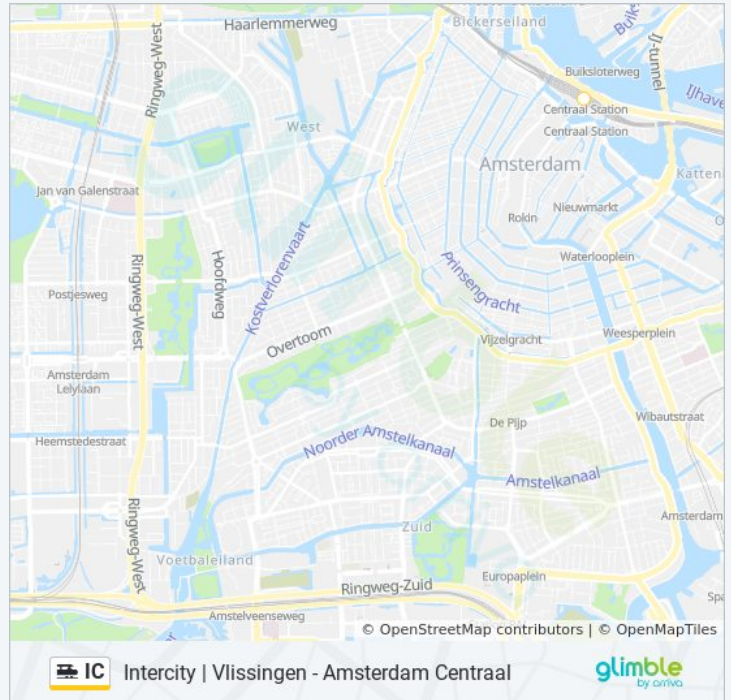 Haarlemmerweg
Bickerseiland
Ringweg-West
IJ-tunnel
Buiksloterweg
IJhave
Centraal Station
Centraal Station
West
Amsterdam
Katten
Jan van Galenstraat
Rokin
Nieuwmarkt
Kostverlorenvaart
Hoofdweg
Waterlooplein
Prinsengracht
Ringweg-West
Postjesweg
Overtoom
Vijzelgracht
Weesperplein
Amsterdam
Lelylaan
De Pijp
Wibautstraat
Heemstedestraat
Noorder Amstelkanaal
Amstelkanaal
Ringweg-West
Amsterdam
Zuid
Voetbaleiland
Europaplein
Ringweg-Zuid
Spa
Amstelveenseweg
© OpenStreetMap contributors | © OpenMapTiles
IC Intercity | Vlissingen - Amsterdam Centraal
glimble
by arriva